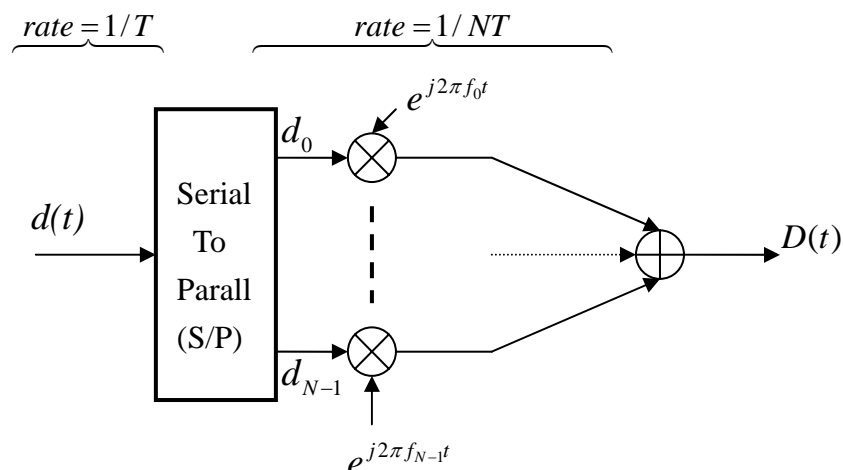 rate = 1/T
rate = 1/NT
e^{j2πf_0t}
d_0
d(t)
Serial
To
Parall
(S/P)
D(t)
d_{N−1}
e^{j2πf_{N−1}t}